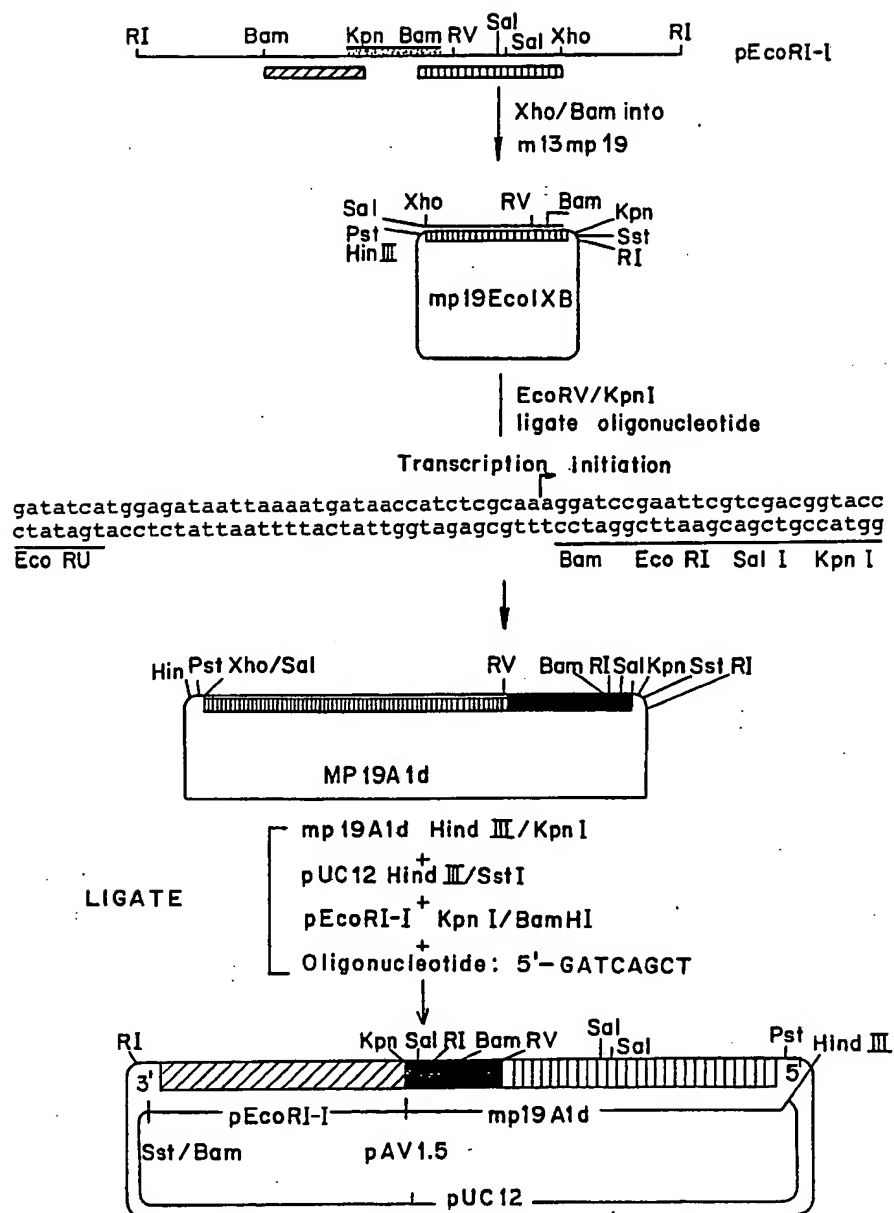 RI Bam Kpn Bam RV Sal Sal Xho RI pEcoRI-I
Xho/Bam into
m13mp19
Xho RV Bam
Sal Kpn
Pst Sst
Hin III RI
mp19Eco1XB
EcoRV/KpnI
ligate oligonucleotide
Transcription initiation
gatatcatggagataattaaaatgataaccatctcgcaaaggatccgaattcgtcgacggtacc
ctatagtacctctattaattttactattggtagagcgtttcctaggcttaagcagctgccatgg
Eco RU Bam Eco RI Sal I Kpn I
Hin Pst Xho/Sal RV Bam RI Sal Kpn Sst RI
MP19A1d
mp19A1d Hind III/KpnI
+
pUC12 Hind III/SstI
+
pEcoRI-I Kpn I/BamHI
+
Oligonucleotide: 5'-GATCAGCT
LIGATE
RI Kpn Sal RI Bam RV Sal Sal Pst Hind III
3' 5'
pEcoRI-I mp19A1d
Sst/Bam pAV1.5
pUC12